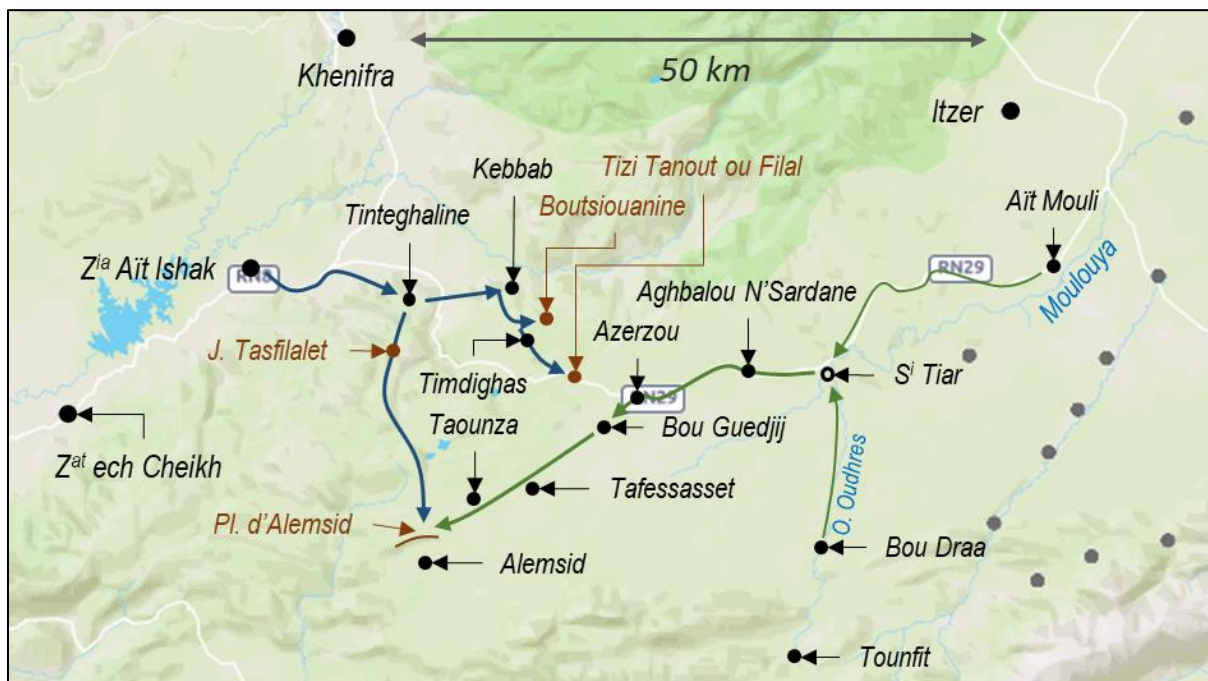 50 km
Khenifra
Itzer
Tizi Tanout ou Filal
Kebbab
Boutsiouanine
Tinteghaline
Aït Mouli
Zia Aït Ishak
RN8
RN29
Moulouya
Aghbalou N'Sardane
Azerzou
J. Tasfilalet
Timdighas
RN29
Si Tiar
Taounza
Bou Guedjij
Zat ech Cheikh
Tafessasset
O. Oudhres
Pl. d'Alemsid
Alemsid
Bou Draa
Tounfit